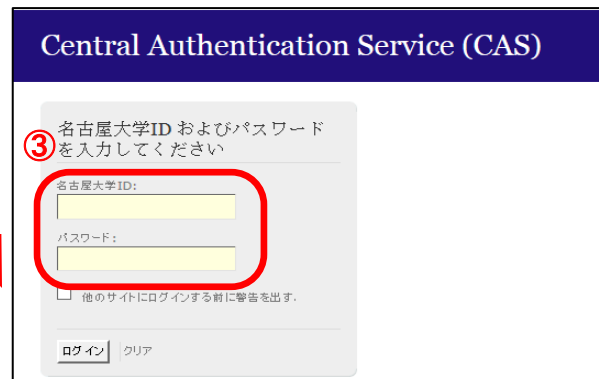 Central Authentication Service (CAS)
名古屋大学ID およびパスワード
③を入力してください
名古屋大学ID:
パスワード:
他のサイトにログインする前に警告を出す.
ログイン クリア